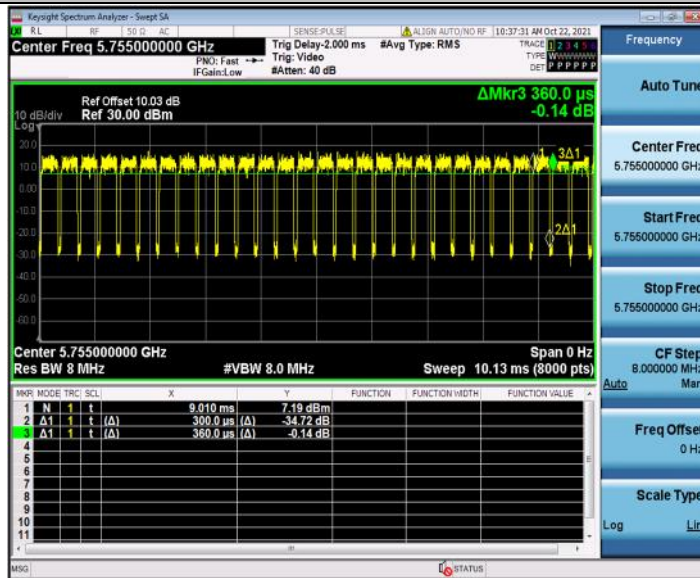 Keysight Spectrum Analyzer - Swept SA
RL RF 50 Ω AC SENSE:PULSE ALIGN AUTO/NO RF 10:37:31 AM Oct 22, 2021
Center Freq 5.755000000 GHz
PNO: Fast
IFGain:Low
Trig Delay-2.000 ms
Trig: Video
#Atten: 40 dB
#Avg Type: RMS
TRACE 1 2 3 4 5 6
TYPE
DET P P P P P P
ΔMkr3 360.0 µs
-0.14 dB
Ref Offset 10.03 dB
10 dB/div Ref 30.00 dBm
Log
20.0
10.0
0.00
-10.0
-20.0
-30.0
-40.0
-50.0
-60.0
1
3Δ1
2Δ1
Center 5.755000000 GHz Span 0 Hz
Res BW 8 MHz #VBW 8.0 MHz Sweep 10.13 ms (8000 pts)
MKR MODE TRC SCL X Y FUNCTION FUNCTION WIDTH FUNCTION VALUE
1 N 1 t 9.010 ms 7.19 dBm
2 Δ1 1 t (Δ) 300.0 µs (Δ) -34.72 dB
3 Δ1 1 t (Δ) 360.0 µs (Δ) -0.14 dB
4
5
6
7
8
9
10
11
MSG STATUS
Frequency
Auto Tune
Center Freq
5.755000000 GHz
Start Freq
5.755000000 GHz
Stop Freq
5.755000000 GHz
CF Step
8.000000 MHz
Auto Man
Freq Offset
0 Hz
Scale Type
Log Lin